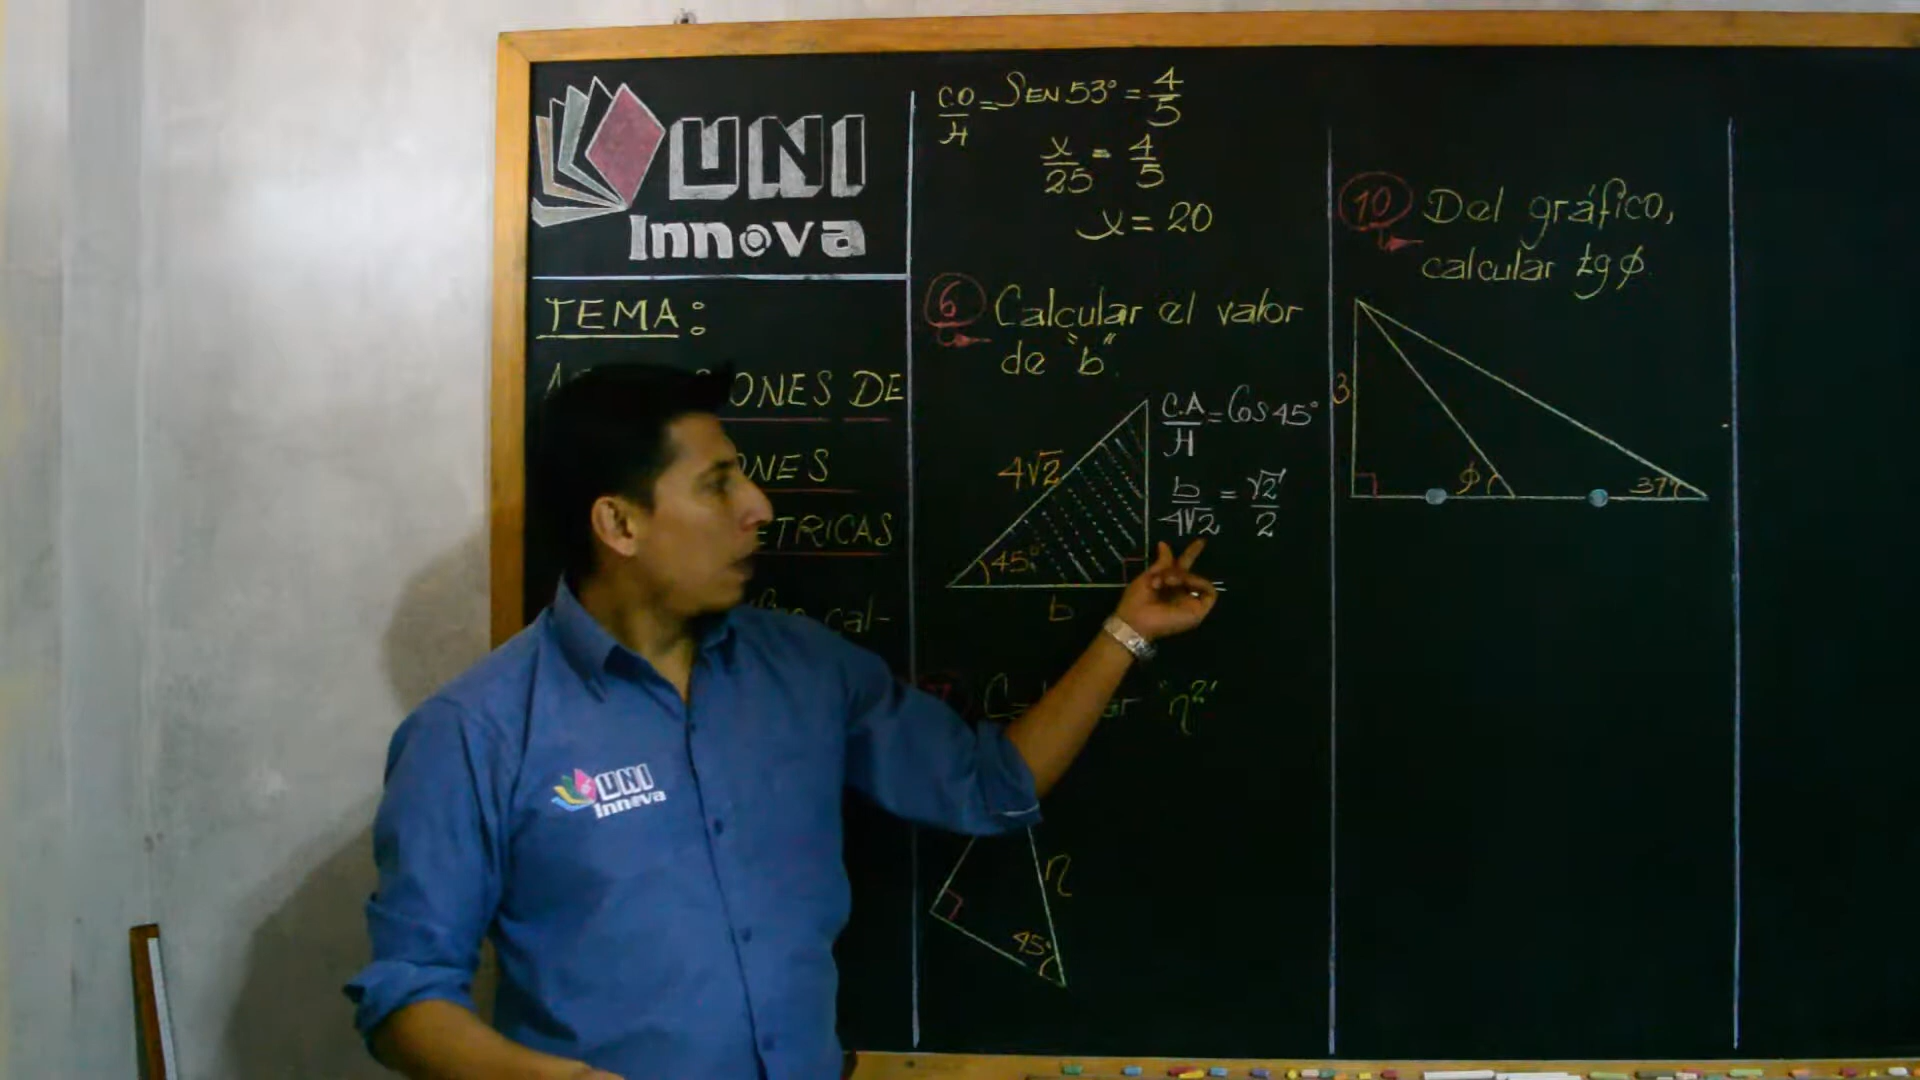 UNI
Innova
TEMA:
ONES DE
ONES
ETRICAS
cal-
C.O/H = SEN 53° = 4/5
x/25 = 4/5
x = 20
6 Calcular el valor
de "b".
4√2
45°
b
C.A/H = Cos 45°
b/4√2 = √2/2
=
"η"
η
45°
10 Del gráfico,
calcular tg ϕ.
3
ϕ
37°
UNI
Innova